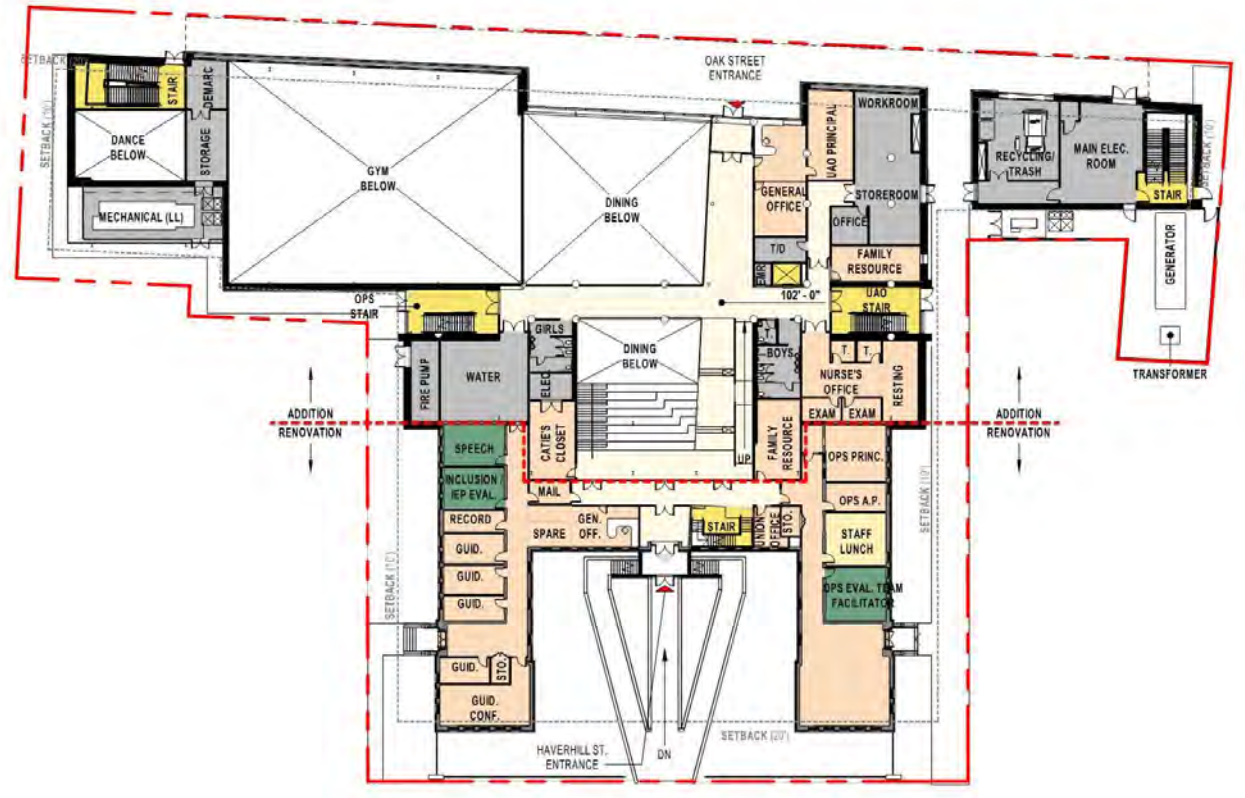 OAK STREET
ENTRANCE
SETBACK
SETBACK (10')
STAIR
DEMARC
DANCE
BELOW
STORAGE
MECHANICAL (LL)
GYM
BELOW
DINING
BELOW
UAO PRINCIPAL
WORKROOM
GENERAL
OFFICE
STOREROOM
OFFICE
T/D
EMR
FAMILY
RESOURCE
RECYCLING/
TRASH
MAIN ELEC.
ROOM
STAIR
SETBACK (10')
GENERATOR
TRANSFORMER
OPS
STAIR
102' - 0"
UAO
STAIR
FIRE PUMP
WATER
GIRLS
ELEC
DINING
BELOW
T.
BOYS
T.
T.
NURSE'S
OFFICE
RESTING
EXAM
EXAM
ADDITION
RENOVATION
ADDITION
RENOVATION
SPEECH
CATIE'S
CLOSET
UP
FAMILY
RESOURCE
OPS PRINC.
INCLUSION /
IEP EVAL.
MAIL
OPS A.P.
RECORD
SPARE
GEN.
OFF.
STAIR
UNION
OFFICE
STO.
STAFF
LUNCH
GUID.
GUID.
GUID.
OPS EVAL. TEAM
FACILITATOR
SETBACK (10')
SETBACK (10')
GUID.
STO.
GUID.
CONF.
HAVERHILL ST.
ENTRANCE
DN
SETBACK (20')